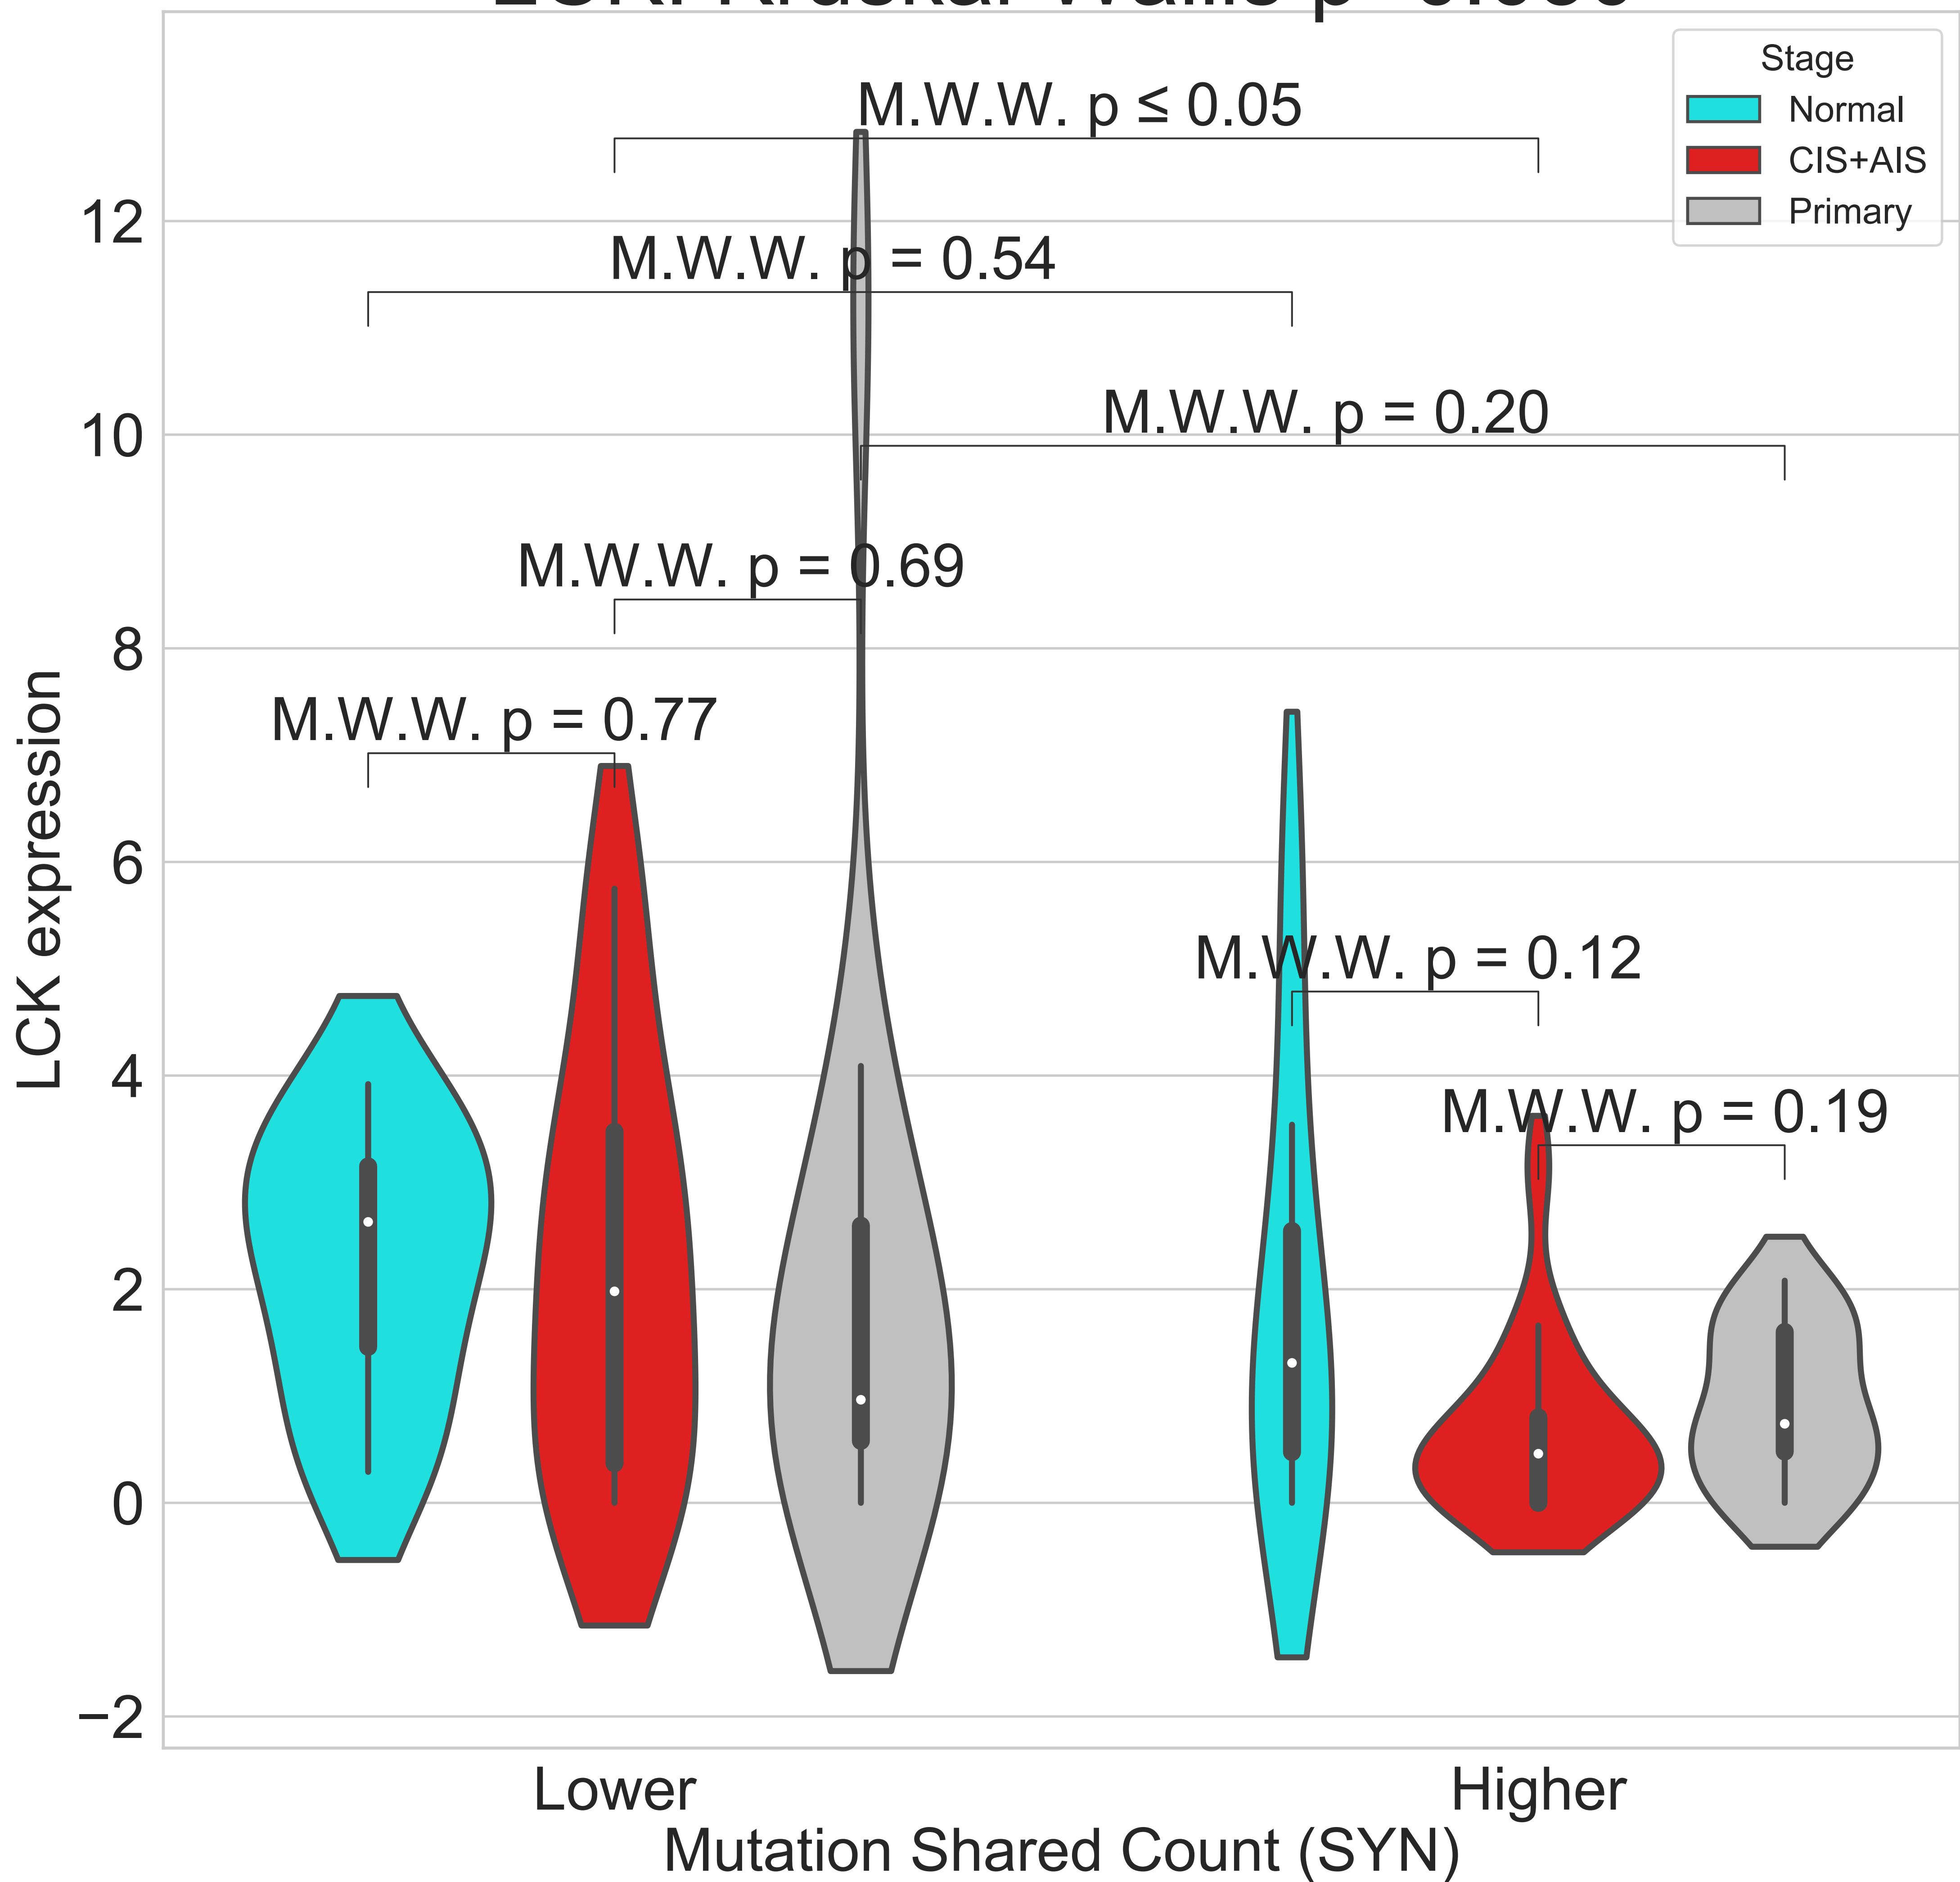 Stage
Normal
CIS+AIS
Primary
M.W.W. p ≤ 0.05
M.W.W. p = 0.54
M.W.W. p = 0.20
M.W.W. p = 0.69
M.W.W. p = 0.77
M.W.W. p = 0.12
M.W.W. p = 0.19
12
10
8
6
4
2
0
−2
LCK expression
Lower
Higher
Mutation Shared Count (SYN)